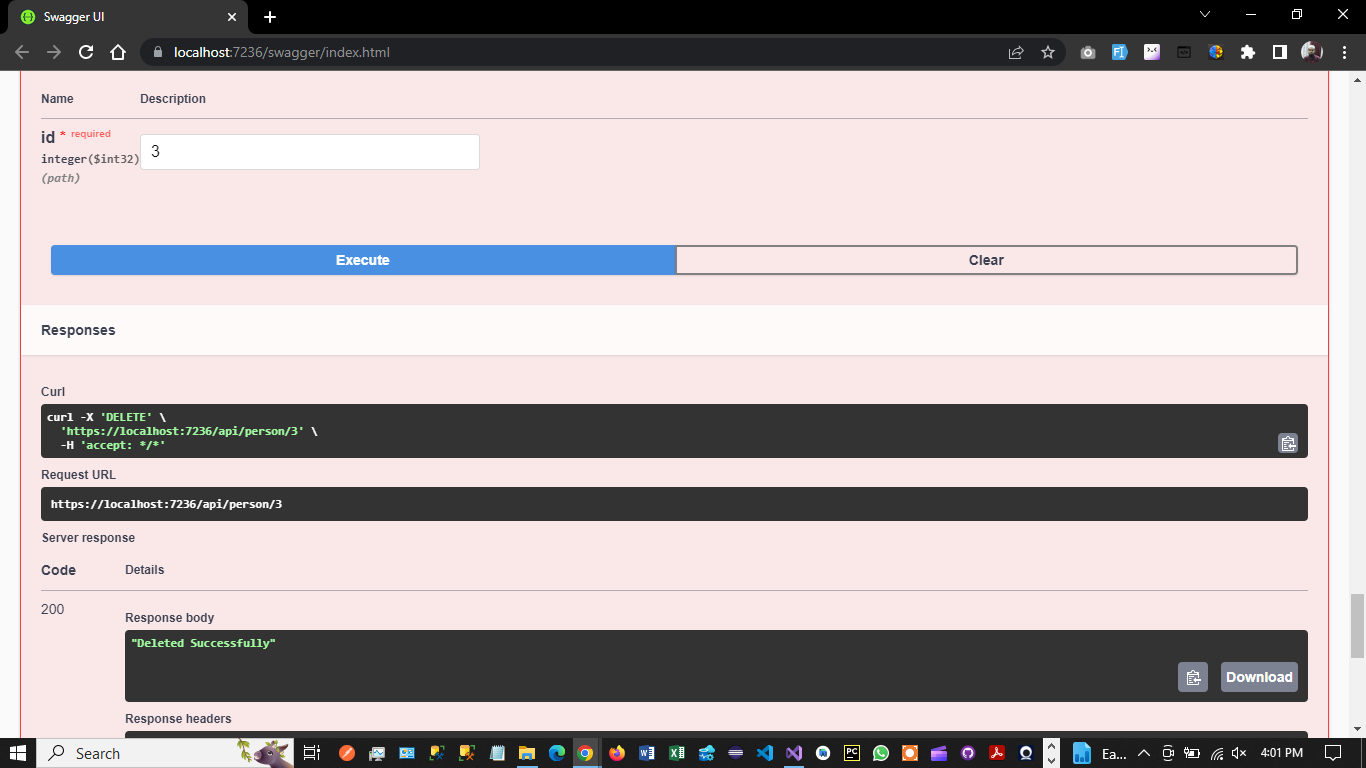 Swagger UI
localhost:7236/swagger/index.html
Name Description
id * required
integer($int32)
(path)
3
Execute Clear
Responses
Curl
curl -X 'DELETE' \
'https://localhost:7236/api/person/3' \
-H 'accept: */*'
Request URL
https://localhost:7236/api/person/3
Server response
Code Details
200
Response body
"Deleted Successfully"
Download
Response headers
Search
Ea...
4:01 PM